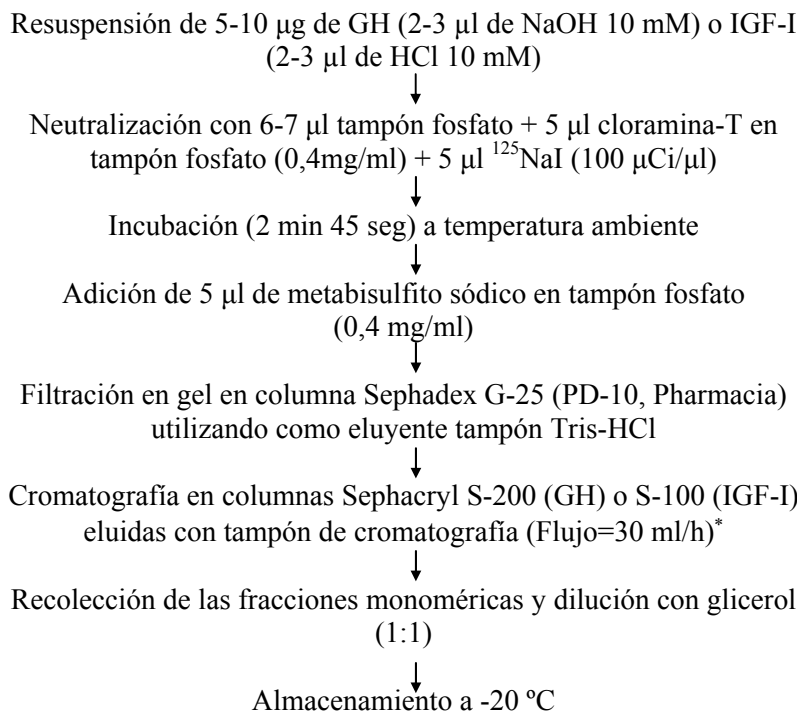 Resuspensión de 5-10 μg de GH (2-3 μl de NaOH 10 mM) o IGF-I
(2-3 μl de HCl 10 mM)
Neutralización con 6-7 μl tampón fosfato + 5 μl cloramina-T en
tampón fosfato (0,4mg/ml) + 5 μl ¹²⁵NaI (100 μCi/μl)
Incubación (2 min 45 seg) a temperatura ambiente
Adición de 5 μl de metabisulfito sódico en tampón fosfato
(0,4 mg/ml)
Filtración en gel en columna Sephadex G-25 (PD-10, Pharmacia)
utilizando como eluyente tampón Tris-HCl
Cromatografía en columnas Sephacryl S-200 (GH) o S-100 (IGF-I)
eluidas con tampón de cromatografía (Flujo=30 ml/h)*
Recolección de las fracciones monoméricas y dilución con glicerol
(1:1)
Almacenamiento a -20 ºC